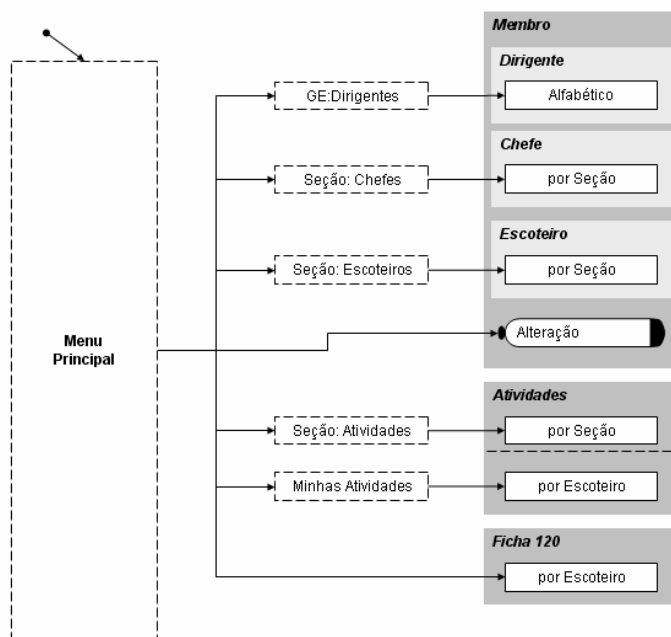 Membro
Dirigente
GE:Dirigentes
Alfabético
Chefe
Seção: Chefes
por Seção
Escoteiro
Seção: Escoteiros
por Seção
Menu
Principal
Alteração
Atividades
Seção: Atividades
por Seção
Minhas Atividades
por Escoteiro
Ficha 120
por Escoteiro